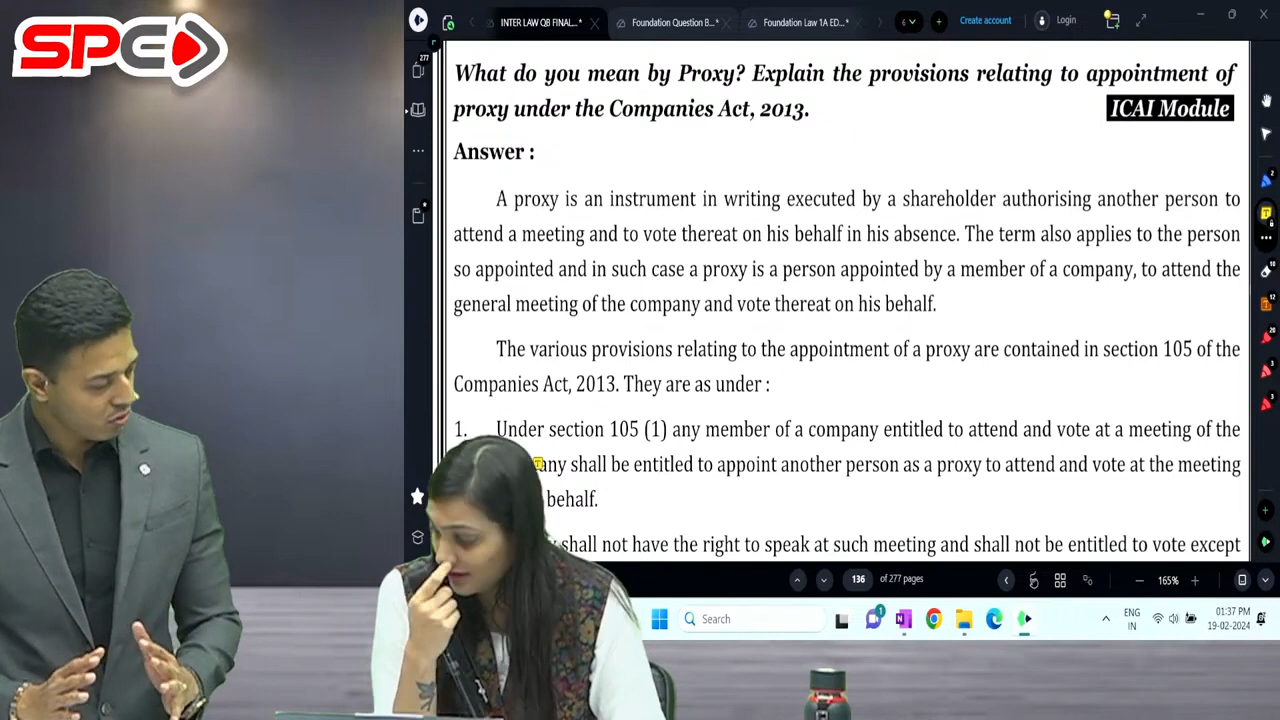 SPC
INTER LAW QB FINAL...*
Foundation Question B...*
Foundation Law 1A ED...*
6
Create account
Login
277
What do you mean by Proxy? Explain the provisions relating to appointment of
proxy under the Companies Act, 2013.
ICAI Module
Answer :
A proxy is an instrument in writing executed by a shareholder authorising another person to
attend a meeting and to vote thereat on his behalf in his absence. The term also applies to the person
so appointed and in such case a proxy is a person appointed by a member of a company, to attend the
general meeting of the company and vote thereat on his behalf.
The various provisions relating to the appointment of a proxy are contained in section 105 of the
Companies Act, 2013. They are as under :
1. Under section 105 (1) any member of a company entitled to attend and vote at a meeting of the
any shall be entitled to appoint another person as a proxy to attend and vote at the meeting
behalf.
shall not have the right to speak at such meeting and shall not be entitled to vote except
136 of 277 pages
165%
Search
ENG
IN
01:37 PM
19-02-2024